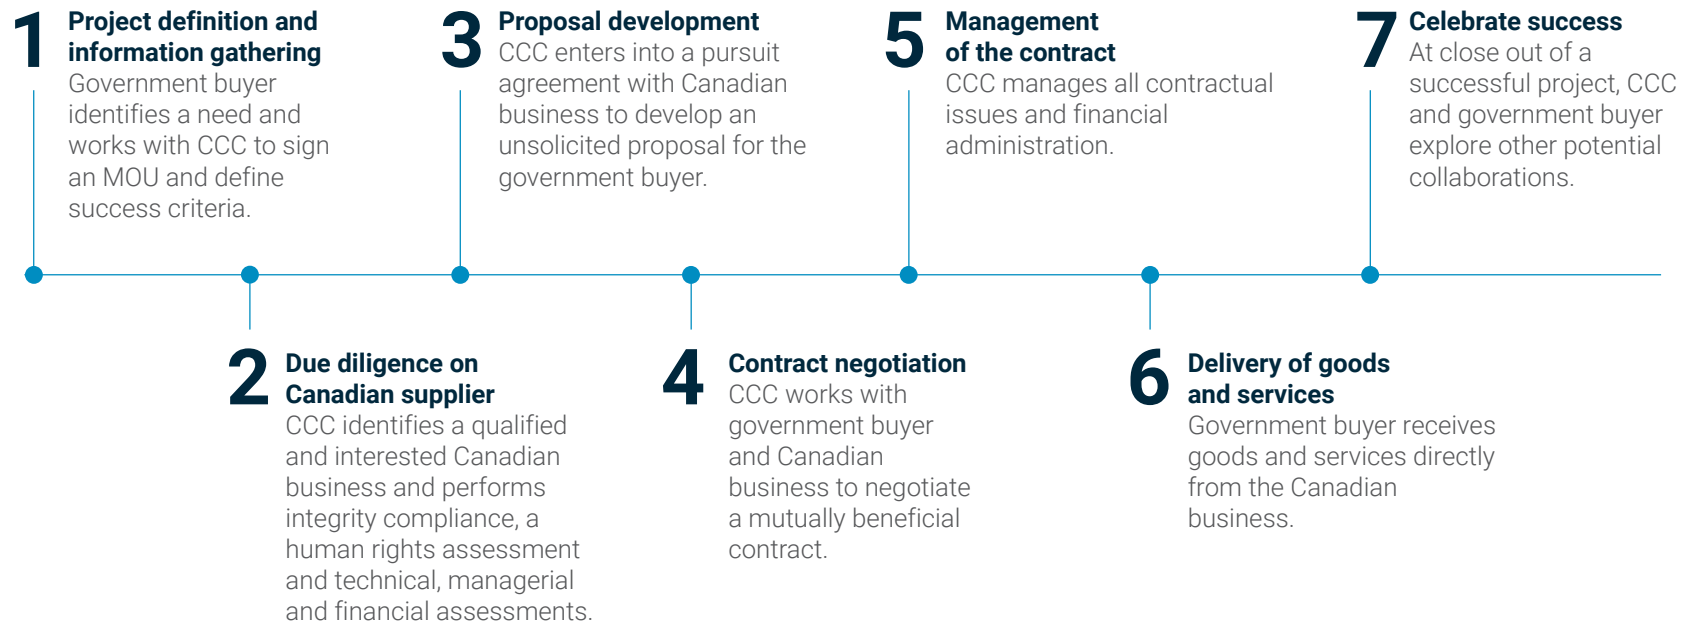 1
Project definition and
information gathering
Government buyer
identifies a need and
works with CCC to sign
an MOU and define
success criteria.
2
Due diligence on
Canadian supplier
CCC identifies a qualified
and interested Canadian
business and performs
integrity compliance, a
human rights assessment
and technical, managerial
and financial assessments.
3
Proposal development
CCC enters into a pursuit
agreement with Canadian
business to develop an
unsolicited proposal for the
government buyer.
4
Contract negotiation
CCC works with
government buyer
and Canadian
business to negotiate
a mutually beneficial
contract.
5
Management
of the contract
CCC manages all contractual
issues and financial
administration.
6
Delivery of goods
and services
Government buyer receives
goods and services directly
from the Canadian
business.
7
Celebrate success
At close out of a
successful project, CCC
and government buyer
explore other potential
collaborations.